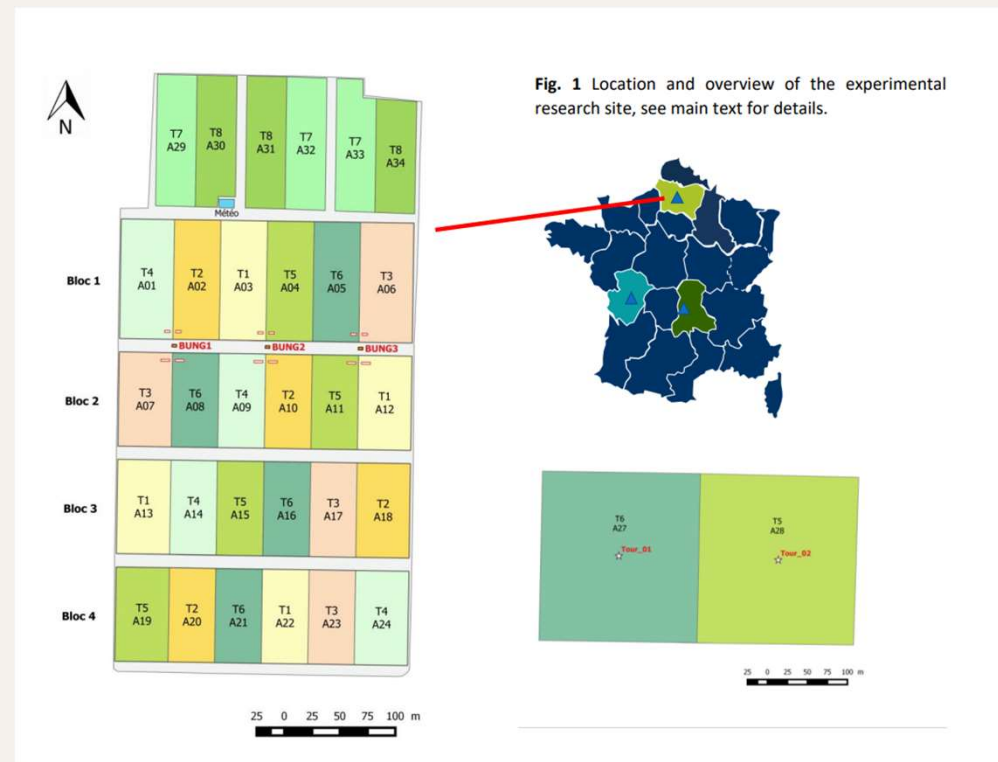 Fig. 1 Location and overview of the experimental
research site, see main text for details.
N
T7
A29
T8
A30
T8
A31
T7
A32
T7
A33
T8
A34
Météo
Bloc 1
T4
A01
T2
A02
T1
A03
T5
A04
T6
A05
T3
A06
BUNG1
BUNG2
BUNG3
Bloc 2
T3
A07
T6
A08
T4
A09
T2
A10
T5
A11
T1
A12
Bloc 3
T1
A13
T4
A14
T5
A15
T6
A16
T3
A17
T2
A18
Bloc 4
T5
A19
T2
A20
T6
A21
T1
A22
T3
A23
T4
A24
25 0 25 50 75 100 m
T6
A27
Tour_01
T5
A28
Tour_02
25 0 25 50 75 100 m